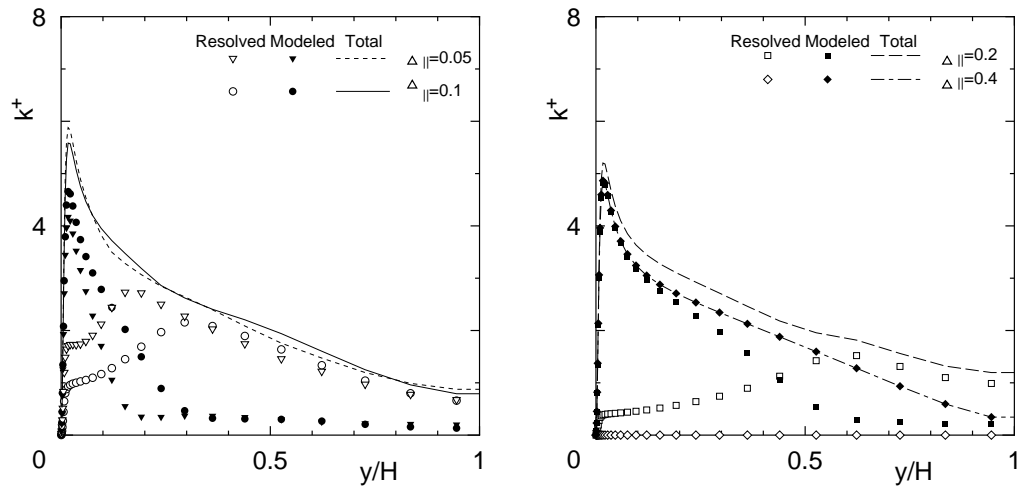 8
Resolved Modeled Total
△||=0.05
△||=0.1
k+
4
0
0.5
1
y/H
8
Resolved Modeled Total
△||=0.2
△||=0.4
k+
4
0
0.5
1
y/H